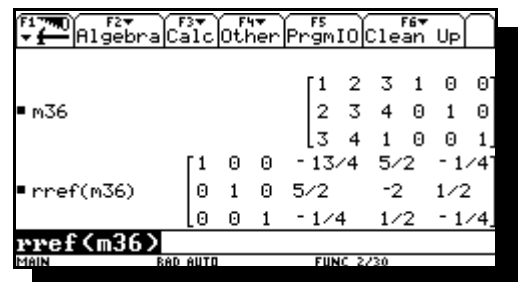 F1 F2 Algebra F3 Calc F4 Other F5 PrgmIO F6 Clean Up
1 2 3 1 0 0
▪ m36 2 3 4 0 1 0
3 4 1 0 0 1
1 0 0 -13/4 5/2 -1/4
▪ rref(m36) 0 1 0 5/2 -2 1/2
0 0 1 -1/4 1/2 -1/4
rref(m36)
MAIN RAD AUTO FUNC 2/30